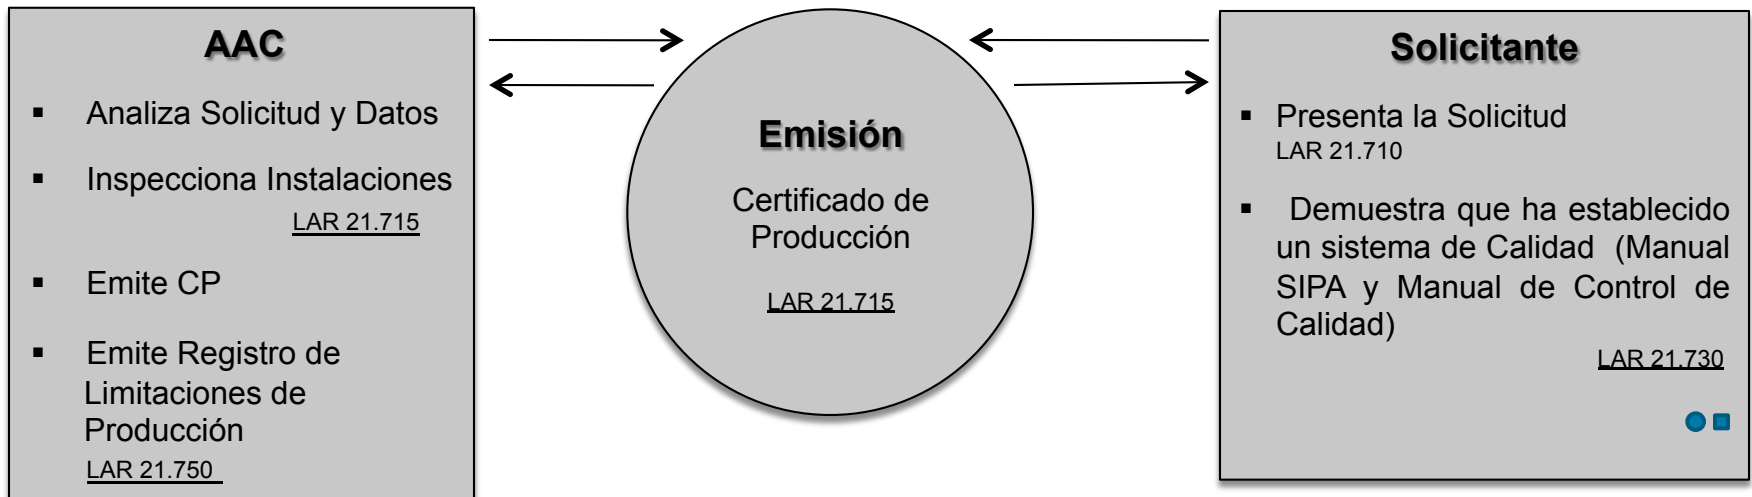 AAC
▪ Analiza Solicitud y Datos
▪ Inspecciona Instalaciones
LAR 21.715
▪ Emite CP
▪ Emite Registro de
Limitaciones de
Producción
LAR 21.750
Emisión
Certificado de
Producción
LAR 21.715
Solicitante
▪ Presenta la Solicitud
LAR 21.710
▪ Demuestra que ha establecido
un sistema de Calidad (Manual
SIPA y Manual de Control de
Calidad)
LAR 21.730